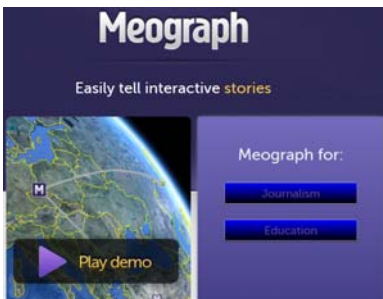 Meograph
Easily tell interactive stories
M
Play demo
Meograph for:
Journalism
Education
M